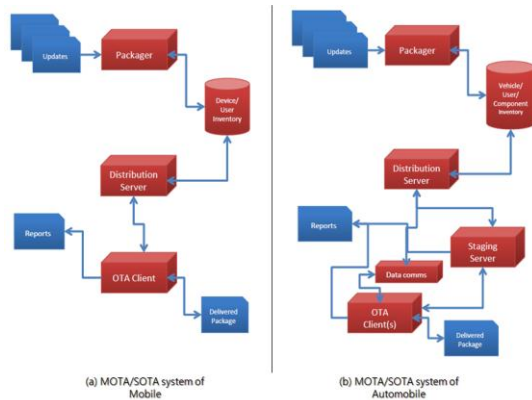 Updates
Packager
Device/
User
Inventory
Distribution
Server
Reports
OTA Client
Delivered
Package
(a) MOTA/SOTA system of
Mobile
Updates
Packager
Vehicle/
User/
Component
Inventory
Distribution
Server
Reports
Staging
Server
Data comms
OTA
Client(s)
Delivered
Package
(b) MOTA/SOTA system of
Automobile